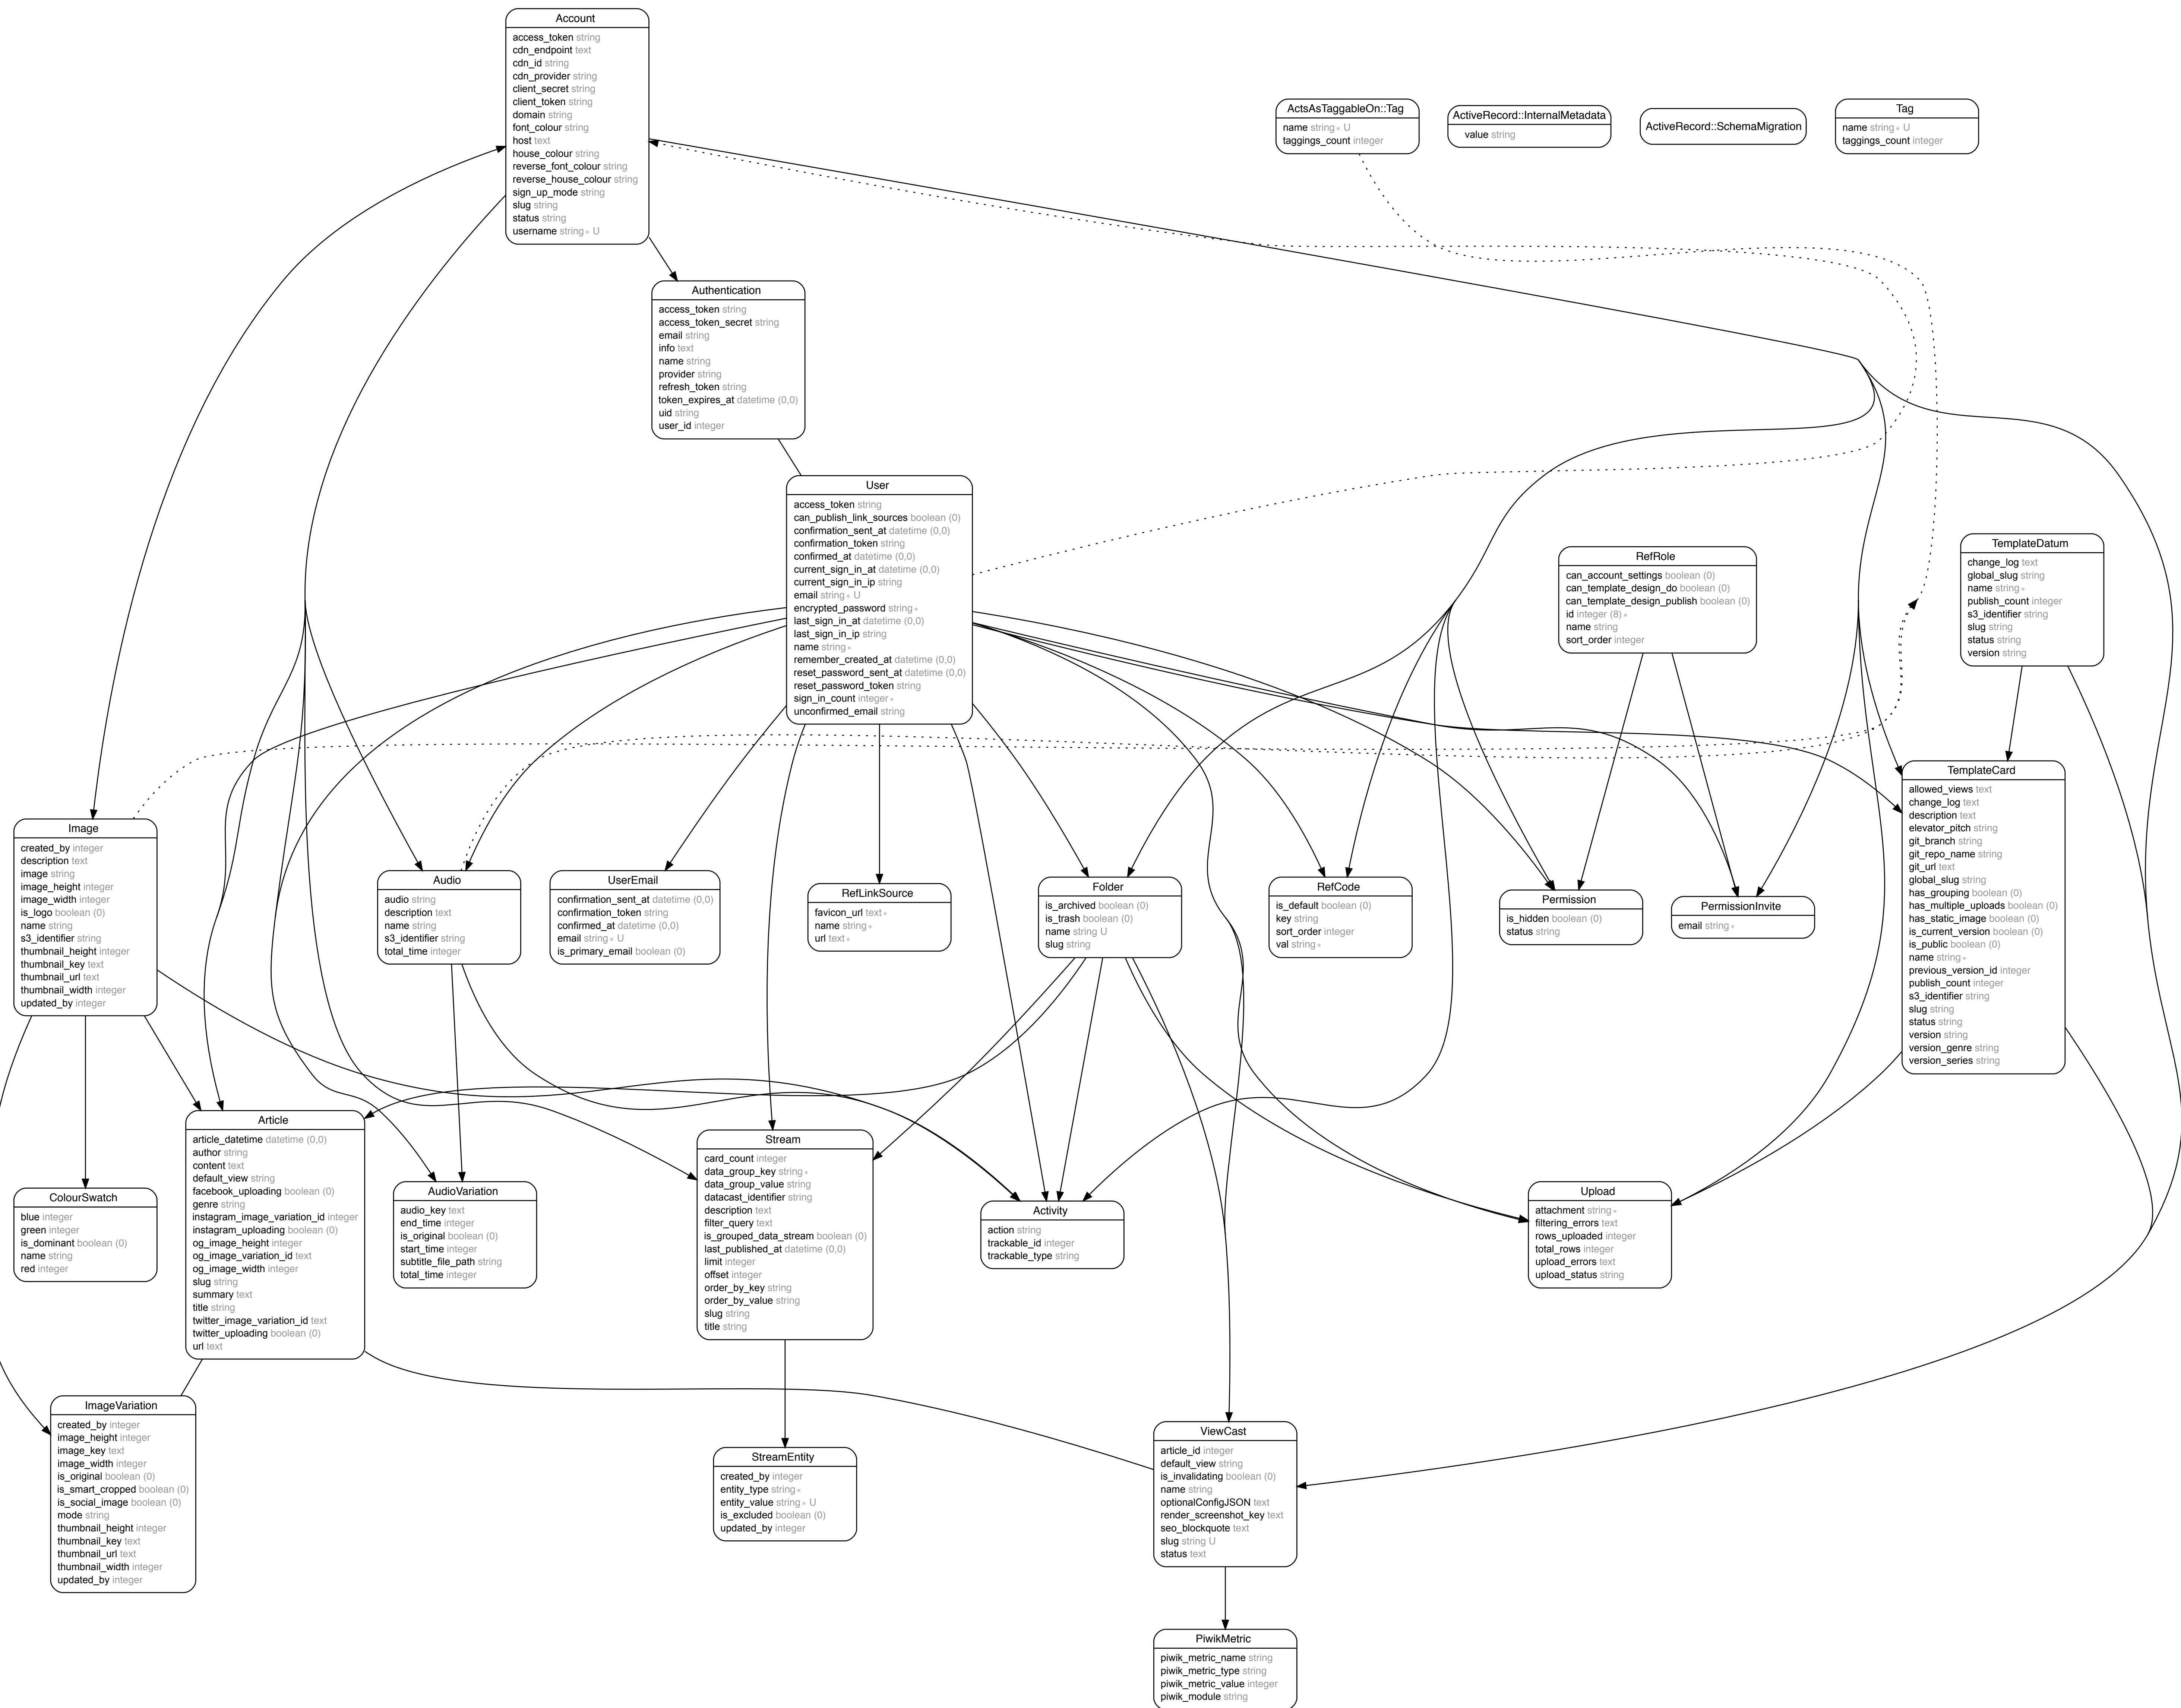 Account
access_token string
cdn_endpoint text
cdn_id string
cdn_provider string
client_secret string
client_token string
domain string
font_colour string
host text
house_colour string
reverse_font_colour string
reverse_house_colour string
sign_up_mode string
slug string
status string
username string ∗ U
ActsAsTaggableOn::Tag
name string ∗ U
taggings_count integer
ActiveRecord::InternalMetadata
value string
ActiveRecord::SchemaMigration
Tag
name string ∗ U
taggings_count integer
Authentication
access_token string
access_token_secret string
email string
info text
name string
provider string
refresh_token string
token_expires_at datetime (0,0)
uid string
user_id integer
User
access_token string
can_publish_link_sources boolean (0)
confirmation_sent_at datetime (0,0)
confirmation_token string
confirmed_at datetime (0,0)
current_sign_in_at datetime (0,0)
current_sign_in_ip string
email string ∗ U
encrypted_password string ∗
last_sign_in_at datetime (0,0)
last_sign_in_ip string
name string ∗
remember_created_at datetime (0,0)
reset_password_sent_at datetime (0,0)
reset_password_token string
sign_in_count integer ∗
unconfirmed_email string
RefRole
can_account_settings boolean (0)
can_template_design_do boolean (0)
can_template_design_publish boolean (0)
id integer (8) ∗
name string
sort_order integer
TemplateDatum
change_log text
global_slug string
name string ∗
publish_count integer
s3_identifier string
slug string
status string
version string
TemplateCard
allowed_views text
change_log text
description text
elevator_pitch string
git_branch string
git_repo_name string
git_url text
global_slug string
has_grouping boolean (0)
has_multiple_uploads boolean (0)
has_static_image boolean (0)
is_current_version boolean (0)
is_public boolean (0)
name string ∗
previous_version_id integer
publish_count integer
s3_identifier string
slug string
status string
version string
version_genre string
version_series string
Image
created_by integer
description text
image string
image_height integer
image_width integer
is_logo boolean (0)
name string
s3_identifier string
thumbnail_height integer
thumbnail_key text
thumbnail_url text
thumbnail_width integer
updated_by integer
Audio
audio string
description text
name string
s3_identifier string
total_time integer
UserEmail
confirmation_sent_at datetime (0,0)
confirmation_token string
confirmed_at datetime (0,0)
email string ∗ U
is_primary_email boolean (0)
RefLinkSource
favicon_url text ∗
name string ∗
url text ∗
Folder
is_archived boolean (0)
is_trash boolean (0)
name string U
slug string
RefCode
is_default boolean (0)
key string
sort_order integer
val string ∗
Permission
is_hidden boolean (0)
status string
PermissionInvite
email string ∗
Article
article_datetime datetime (0,0)
author string
content text
default_view string
facebook_uploading boolean (0)
genre string
instagram_image_variation_id integer
instagram_uploading boolean (0)
og_image_height integer
og_image_variation_id text
og_image_width integer
slug string
summary text
title string
twitter_image_variation_id text
twitter_uploading boolean (0)
url text
Stream
card_count integer
data_group_key string ∗
data_group_value string
datacast_identifier string
description text
filter_query text
is_grouped_data_stream boolean (0)
last_published_at datetime (0,0)
limit integer
offset integer
order_by_key string
order_by_value string
slug string
title string
ColourSwatch
blue integer
green integer
is_dominant boolean (0)
name string
red integer
AudioVariation
audio_key text
end_time integer
is_original boolean (0)
start_time integer
subtitle_file_path string
total_time integer
Activity
action string
trackable_id integer
trackable_type string
Upload
attachment string ∗
filtering_errors text
rows_uploaded integer
total_rows integer
upload_errors text
upload_status string
ImageVariation
created_by integer
image_height integer
image_key text
image_width integer
is_original boolean (0)
is_smart_cropped boolean (0)
is_social_image boolean (0)
mode string
thumbnail_height integer
thumbnail_key text
thumbnail_url text
thumbnail_width integer
updated_by integer
StreamEntity
created_by integer
entity_type string ∗
entity_value string ∗ U
is_excluded boolean (0)
updated_by integer
ViewCast
article_id integer
default_view string
is_invalidating boolean (0)
name string
optionalConfigJSON text
render_screenshot_key text
seo_blockquote text
slug string U
status text
PiwikMetric
piwik_metric_name string
piwik_metric_type string
piwik_metric_value integer
piwik_module string